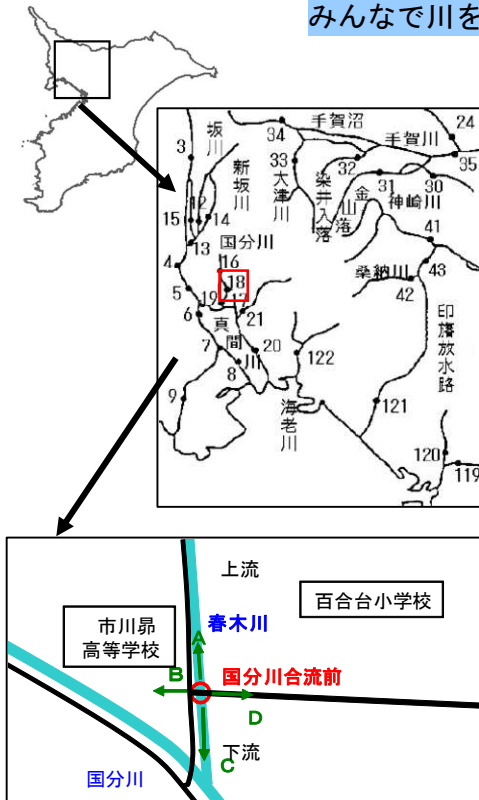 みんなで川を
手賀沼
手賀川
24
34
35
坂川
3
新坂川
33
大津川
32
染井入落
31
金山落
30
神崎川
12
15
14
13
国分川
16
41
4
18
桑納川
43
42
5
19
17
21
6
真間川
印旛放水路
7
20
122
8
9
海老川
121
120
119
上流
百合台小学校
市川昴
高等学校
春木川
A
国分川合流前
B
D
下流
C
国分川